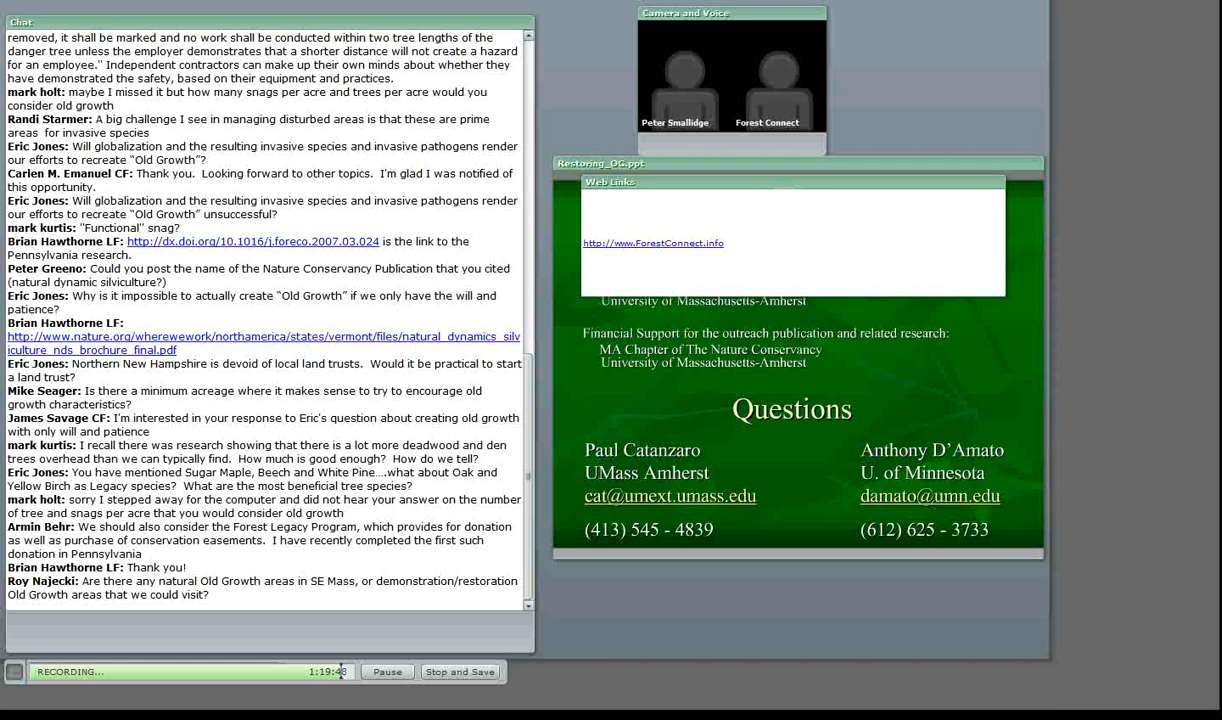 Chat
removed, it shall be marked and no work shall be conducted within two tree lengths of the
danger tree unless the employer demonstrates that a shorter distance will not create a hazard
for an employee." Independent contractors can make up their own minds about whether they
have demonstrated the safety, based on their equipment and practices.
mark holt: maybe I missed it but how many snags per acre and trees per acre would you
consider old growth
Randi Starmer: A big challenge I see in managing disturbed areas is that these are prime
areas for invasive species
Eric Jones: Will globalization and the resulting invasive species and invasive pathogens render
our efforts to recreate “Old Growth”?
Carlen M. Emanuel CF: Thank you. Looking forward to other topics. I'm glad I was notified of
this opportunity.
Eric Jones: Will globalization and the resulting invasive species and invasive pathogens render
our efforts to recreate “Old Growth” unsuccessful?
mark kurtis: "Functional" snag?
Brian Hawthorne LF: http://dx.doi.org/10.1016/j.foreco.2007.03.024 is the link to the
Pennsylvania research.
Peter Greeno: Could you post the name of the Nature Conservancy Publication that you cited
(natural dynamic silviculture?)
Eric Jones: Why is it impossible to actually create “Old Growth” if we only have the will and
patience?
Brian Hawthorne LF:
http://www.nature.org/wherewework/northamerica/states/vermont/files/natural_dynamics_silv
iculture_nds_brochure_final.pdf
Eric Jones: Northern New Hampshire is devoid of local land trusts. Would it be practical to start
a land trust?
Mike Seager: Is there a minimum acreage where it makes sense to try to encourage old
growth characteristics?
James Savage CF: I'm interested in your response to Eric's question about creating old growth
with only will and patience
mark kurtis: I recall there was research showing that there is a lot more deadwood and den
trees overhead than we can typically find. How much is good enough? How do we tell?
Eric Jones: You have mentioned Sugar Maple, Beech and White Pine….what about Oak and
Yellow Birch as Legacy species? What are the most beneficial tree species?
mark holt: sorry I stepped away for the computer and did not hear your answer on the number
of tree and snags per acre that you would consider old growth
Armin Behr: We should also consider the Forest Legacy Program, which provides for donation
as well as purchase of conservation easements. I have recently completed the first such
donation in Pennsylvania
Brian Hawthorne LF: Thank you!
Roy Najecki: Are there any natural Old Growth areas in SE Mass, or demonstration/restoration
Old Growth areas that we could visit?
RECORDING...
1:19:48
Pause
Stop and Save
Camera and Voice
Peter Smallidge
Forest Connect
Restoring_OG.ppt
Web Links
http://www.ForestConnect.info
University of Massachusetts-Amherst
Financial Support for the outreach publication and related research:
MA Chapter of The Nature Conservancy
University of Massachusetts-Amherst
Questions
Paul Catanzaro
UMass Amherst
cat@umext.umass.edu
(413) 545 - 4839
Anthony D’Amato
U. of Minnesota
damato@umn.edu
(612) 625 - 3733